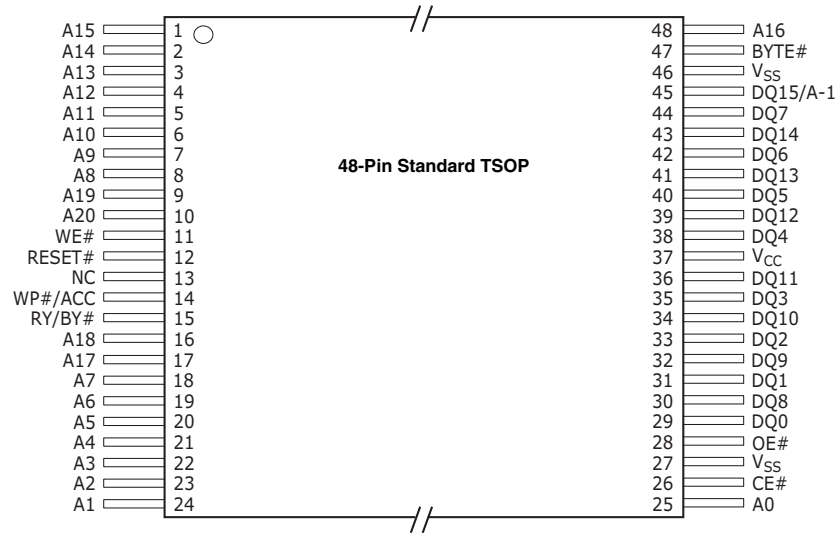 A15 1 48 A16
A14 2 47 BYTE#
A13 3 46 VSS
A12 4 45 DQ15/A-1
A11 5 44 DQ7
A10 6 43 DQ14
A9 7 42 DQ6
48-Pin Standard TSOP
A8 8 41 DQ13
A19 9 40 DQ5
A20 10 39 DQ12
WE# 11 38 DQ4
RESET# 12 37 VCC
NC 13 36 DQ11
WP#/ACC 14 35 DQ3
RY/BY# 15 34 DQ10
A18 16 33 DQ2
A17 17 32 DQ9
A7 18 31 DQ1
A6 19 30 DQ8
A5 20 29 DQ0
A4 21 28 OE#
A3 22 27 VSS
A2 23 26 CE#
A1 24 25 A0